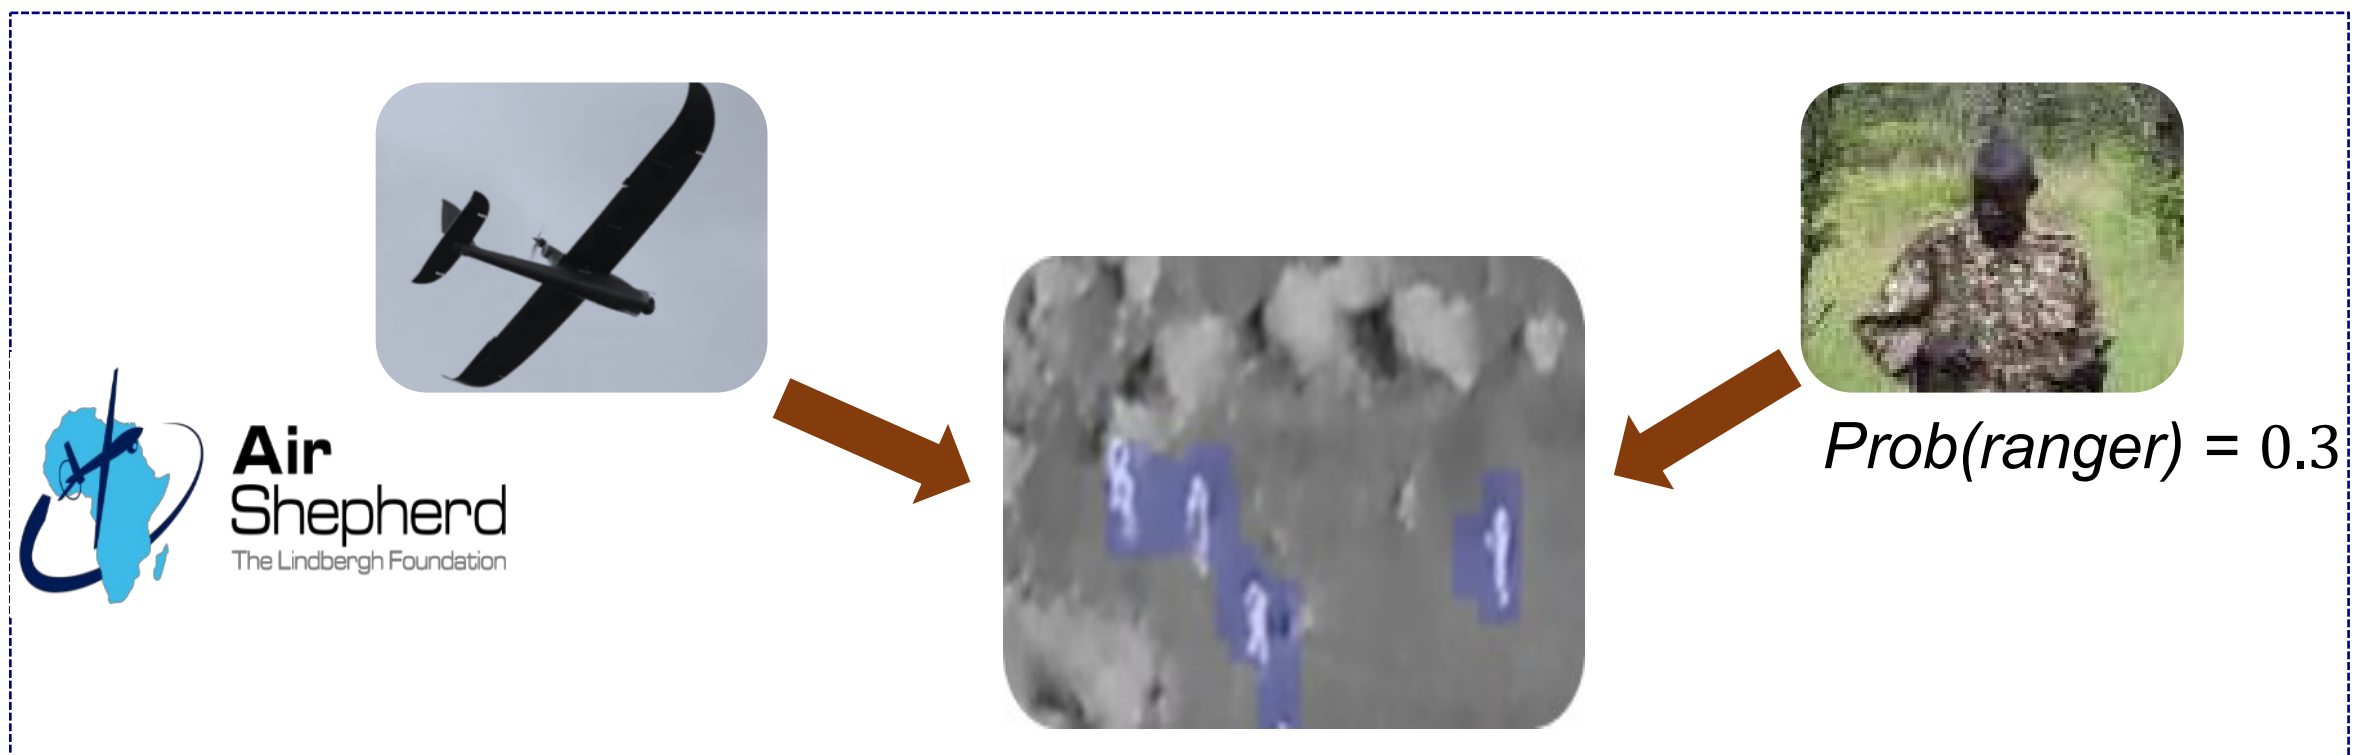 Air
Shepherd
The Lindbergh Foundation
Prob(ranger) = 0.3